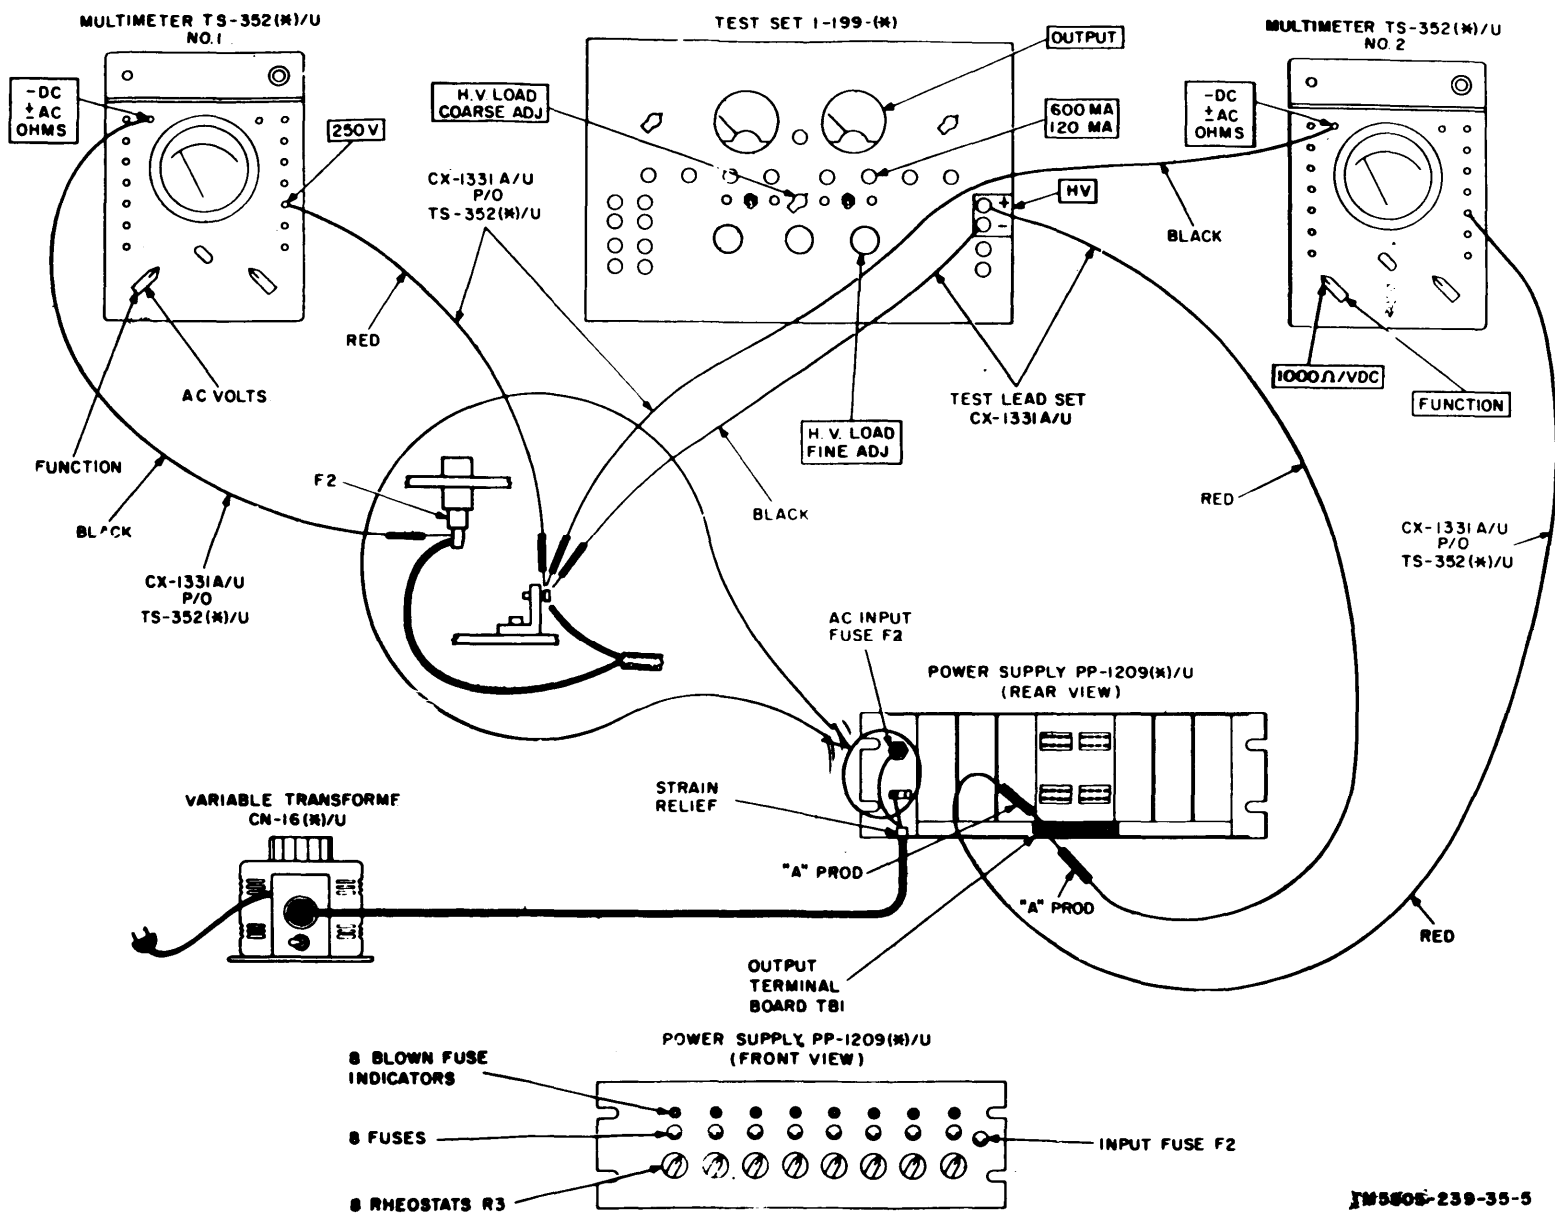 MULTIMETER TS-352(*)/U
NO.1
TEST SET I-199-(*)
MULTIMETER TS-352(*)/U
NO. 2
OUTPUT
-DC
±AC
OHMS
H.V. LOAD
COARSE ADJ
600 MA
120 MA
-DC
±AC
OHMS
250 V
CX-1331 A/U
P/O
TS-352(*)/U
+
HV
-
BLACK
RED
AC VOLTS
TEST LEAD SET
CX-1331A/U
1000Ω/VDC
FUNCTION
H. V. LOAD
FINE ADJ
FUNCTION
F2
RED
BLACK
BLACK
CX-1331A/U
P/O
TS-352(*)/U
CX-1331A/U
P/O
TS-352(*)/U
AC INPUT
FUSE F2
POWER SUPPLY PP-1209(*)/U
(REAR VIEW)
STRAIN
RELIEF
VARIABLE TRANSFORME
CN-16(*)/U
"A" PROD
"A" PROD
RED
OUTPUT
TERMINAL
BOARD TB1
POWER SUPPLY PP-1209(*)/U
(FRONT VIEW)
8 BLOWN FUSE
INDICATORS
8 FUSES
INPUT FUSE F2
8 RHEOSTATS R3
TM5805-239-35-5